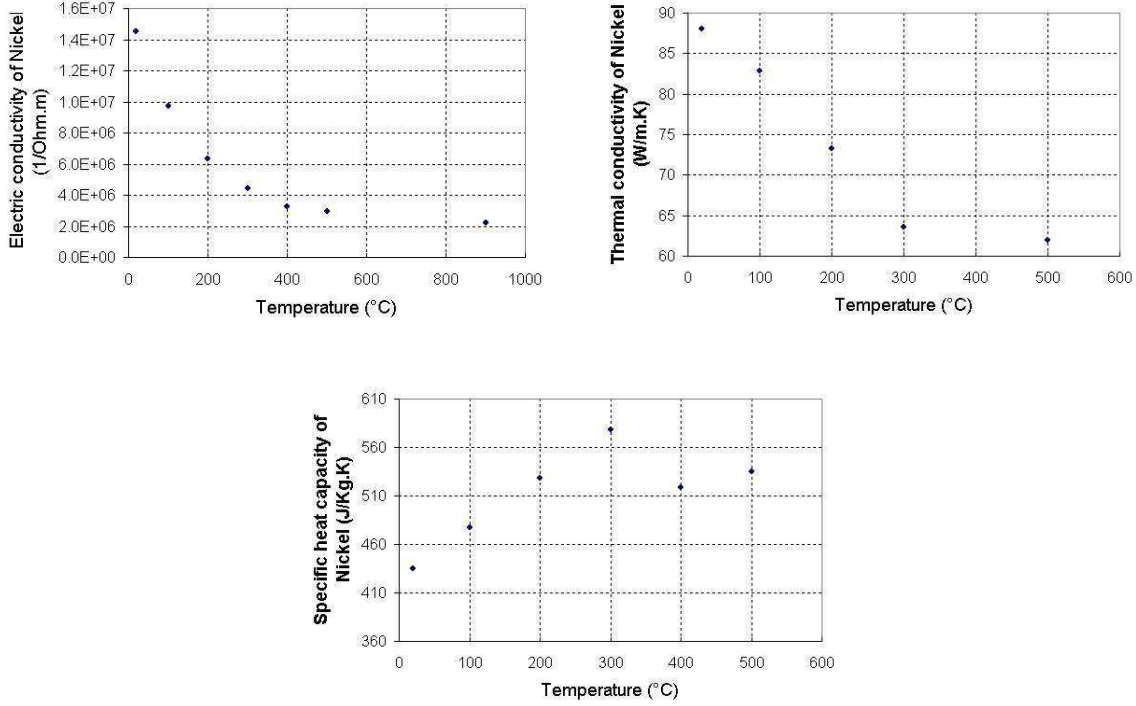 Electric conductivity of Nickel
(1/Ohm.m)
1.6E+07
1.4E+07
1.2E+07
1.0E+07
8.0E+06
6.0E+06
4.0E+06
2.0E+06
0.0E+00
0 200 400 600 800 1000
Temperature (°C)
Thermal conductivity of Nickel
(W/m.K)
90
85
80
75
70
65
60
0 100 200 300 400 500 600
Temperature (°C)
Specific heat capacity of
Nickel (J/Kg.K)
610
560
510
460
410
360
0 100 200 300 400 500 600
Temperature (°C)